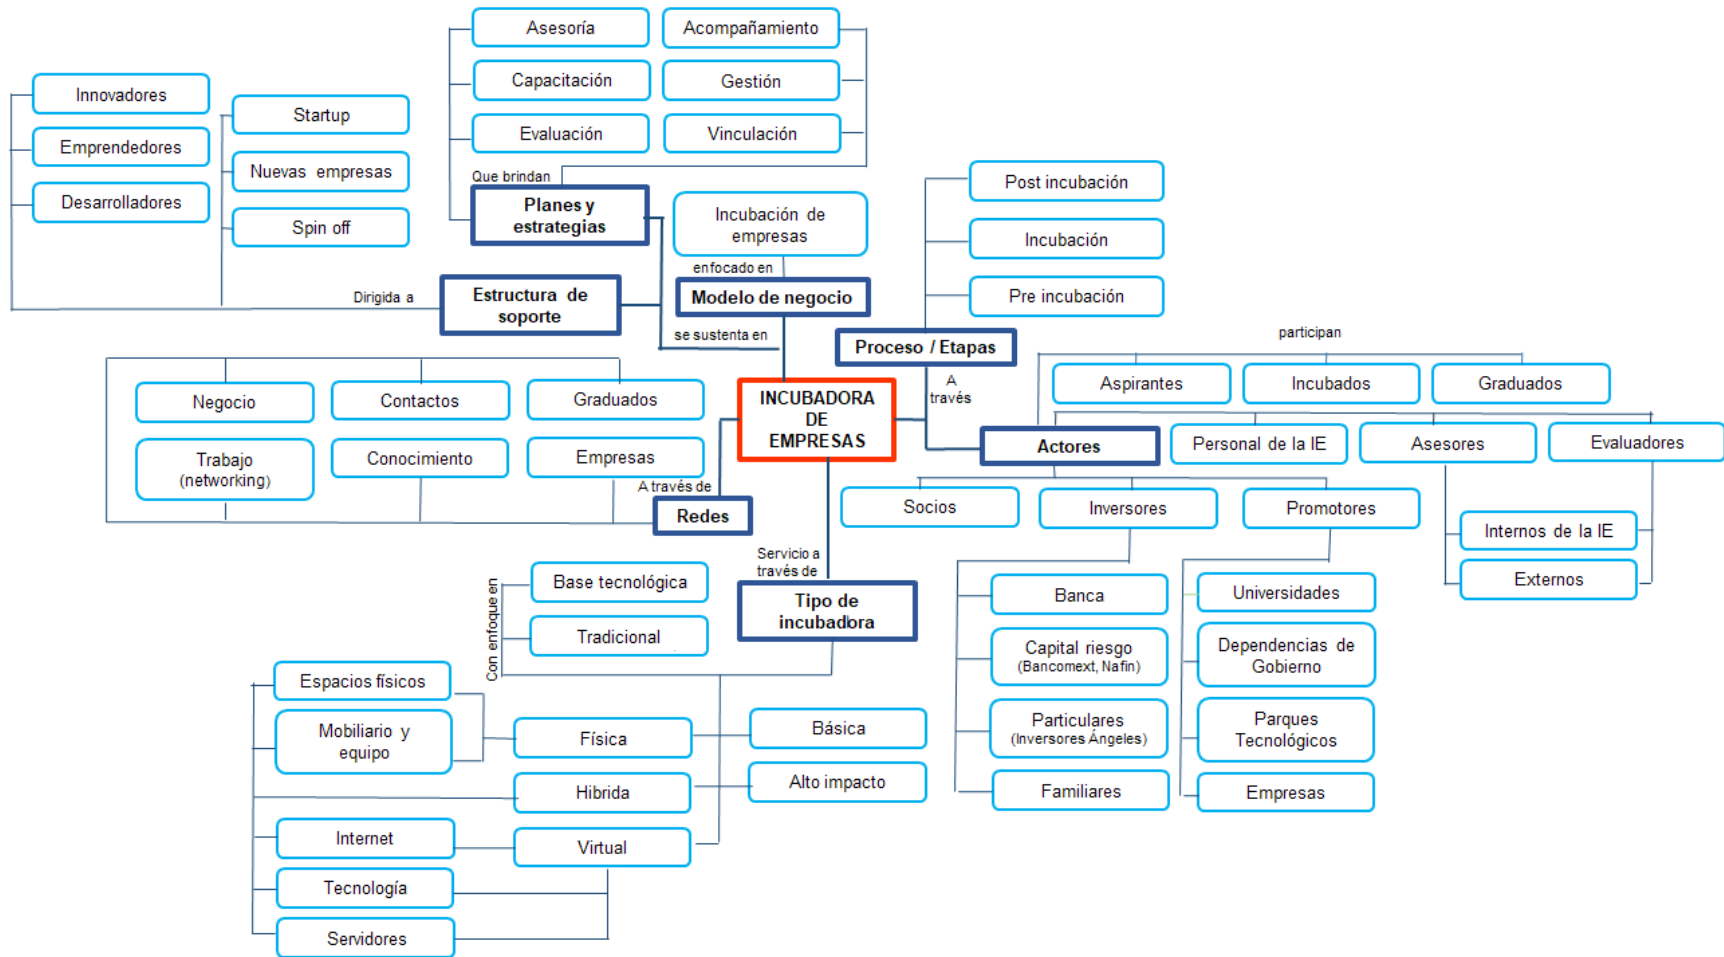 Asesoría
Acompañamiento
Capacitación
Gestión
Evaluación
Vinculación
Innovadores
Emprendedores
Desarrolladores
Startup
Nuevas empresas
Spin off
Que brindan
Planes y
estrategias
Incubación de
empresas
enfocado en
Modelo de negocio
Dirigida a
Estructura de
soporte
se sustenta en
Post incubación
Incubación
Pre incubación
Proceso / Etapas
A
través
INCUBADORA
DE
EMPRESAS
participan
Aspirantes
Incubados
Graduados
Actores
Personal de la IE
Asesores
Evaluadores
Internos de la IE
Externos
Negocio
Contactos
Graduados
Trabajo
(networking)
Conocimiento
Empresas
A través de
Redes
Socios
Inversores
Promotores
Banca
Capital riesgo
(Bancomext, Nafin)
Particulares
(Inversores Ángeles)
Familiares
Universidades
Dependencias de
Gobierno
Parques
Tecnológicos
Empresas
Servicio a
través de
Tipo de
incubadora
Con enfoque en
Base tecnológica
Tradicional
Espacios físicos
Mobiliario y
equipo
Física
Básica
Hibrida
Alto impacto
Internet
Virtual
Tecnología
Servidores